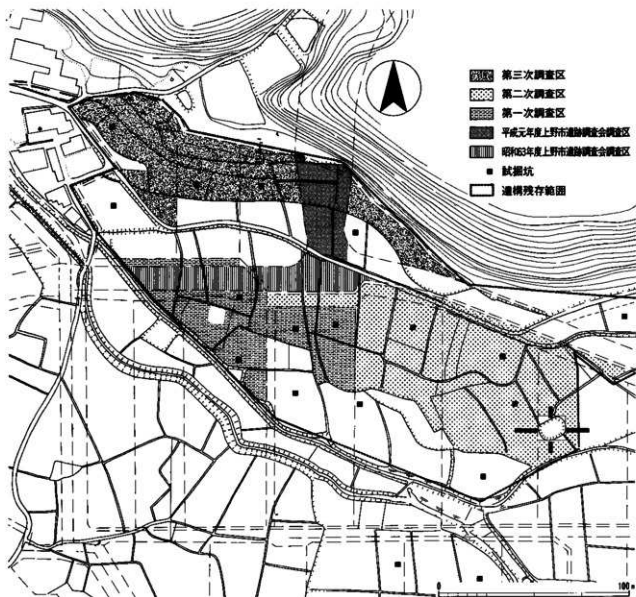 第三次調査区
第二次調査区
第一次調査区
平成元年度上野市遺跡調査会調査区
昭和63年度上野市遺跡調査会調査区
試掘坑
遺構残存範囲
0 100m